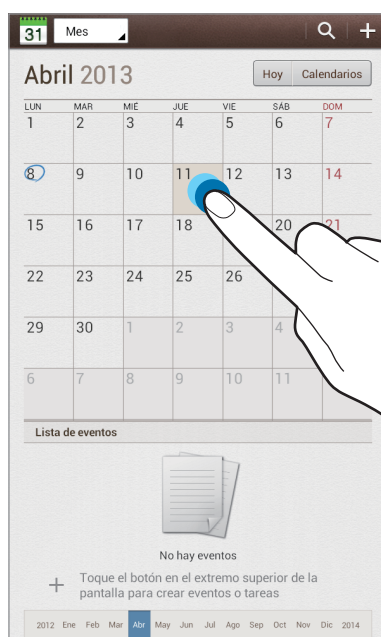 31 Mes
Abril 2013 Hoy Calendarios
LUN MAR MIÉ JUE VIE SÁB DOM
1 2 3 4 5 6 7
8 9 10 11 12 13 14
15 16 17 18 20 21
22 23 24 25 26
29 30 1 2 3 4
6 7 8 9 10 11
Lista de eventos
No hay eventos
Toque el botón en el extremo superior de la
pantalla para crear eventos o tareas
2012 Ene Feb Mar Abr May Jun Jul Ago Sep Oct Nov Dic 2014